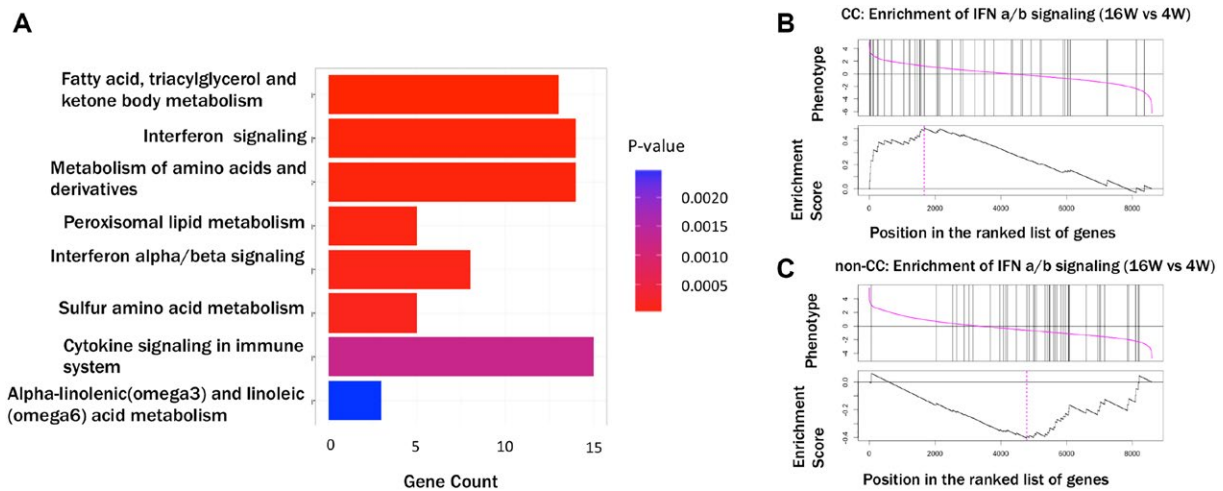 A
Fatty acid, triacylglycerol and
ketone body metabolism
Interferon signaling
Metabolism of amino acids and
derivatives
Peroxisomal lipid metabolism
Interferon alpha/beta signaling
Sulfur amino acid metabolism
Cytokine signaling in immune
system
Alpha-linolenic(omega3) and linoleic
(omega6) acid metabolism
0 5 10 15
Gene Count
P-value
0.0020
0.0015
0.0010
0.0005
B
CC: Enrichment of IFN a/b signaling (16W vs 4W)
Phenotype
4
2
0
-2
-4
-6
Enrichment
Score
0.4
0.2
0.0
0 2000 4000 6000 8000
Position in the ranked list of genes
C
non-CC: Enrichment of IFN a/b signaling (16W vs 4W)
Phenotype
4
2
0
-2
-4
Enrichment
Score
0.0
-0.2
-0.4
0 2000 4000 6000 8000
Position in the ranked list of genes